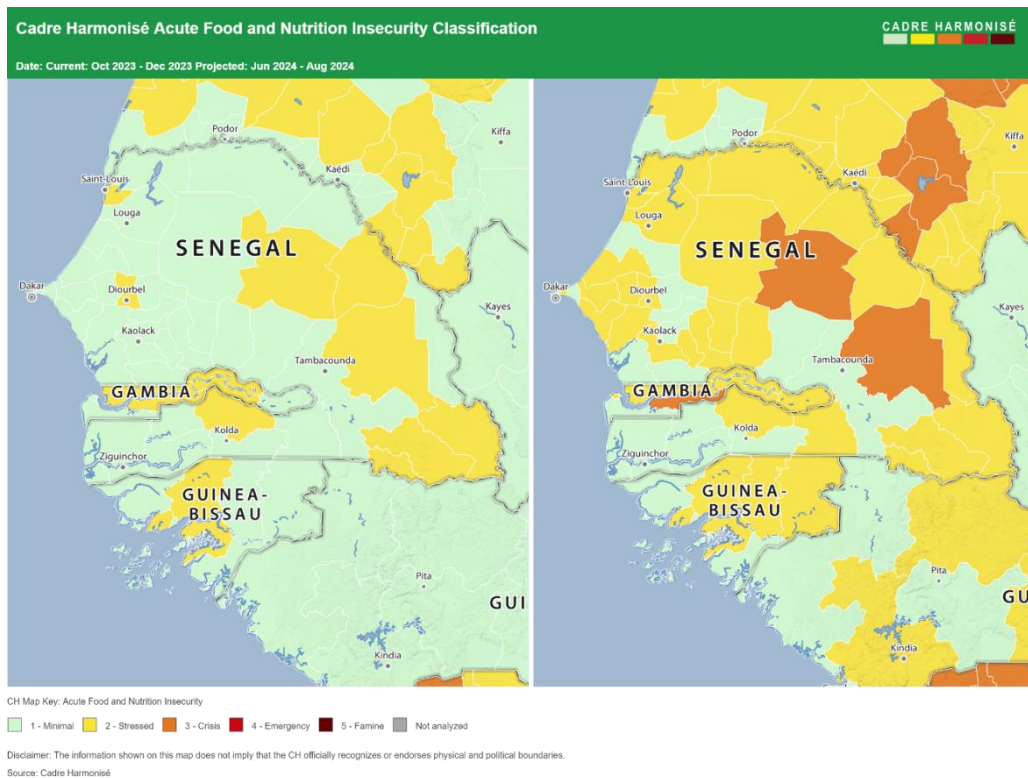 Cadre Harmonisé Acute Food and Nutrition Insecurity Classification
CADRE HARMONISÉ
Date: Current: Oct 2023 - Dec 2023 Projected: Jun 2024 - Aug 2024
Podor
Kiffa
Kaédi
Saint-Louis
Louga
SENEGAL
Dakar
Diourbel
Kayes
Kaolack
Tambacounda
GAMBIA
Kolda
Ziguinchor
GUINEA-
BISSAU
Pita
GUI
Kindia
Podor
Kiffa
Kaédi
Saint-Louis
Louga
SENEGAL
Dakar
Diourbel
Kayes
Kaolack
Tambacounda
GAMBIA
Kolda
Ziguinchor
GUINEA-
BISSAU
Pita
GU
Kindia
CH Map Key: Acute Food and Nutrition Insecurity
1 - Minimal 2 - Stressed 3 - Crisis 4 - Emergency 5 - Famine Not analyzed
Disclaimer: The information shown on this map does not imply that the CH officially recognizes or endorses physical and political boundaries.
Source: Cadre Harmonisé